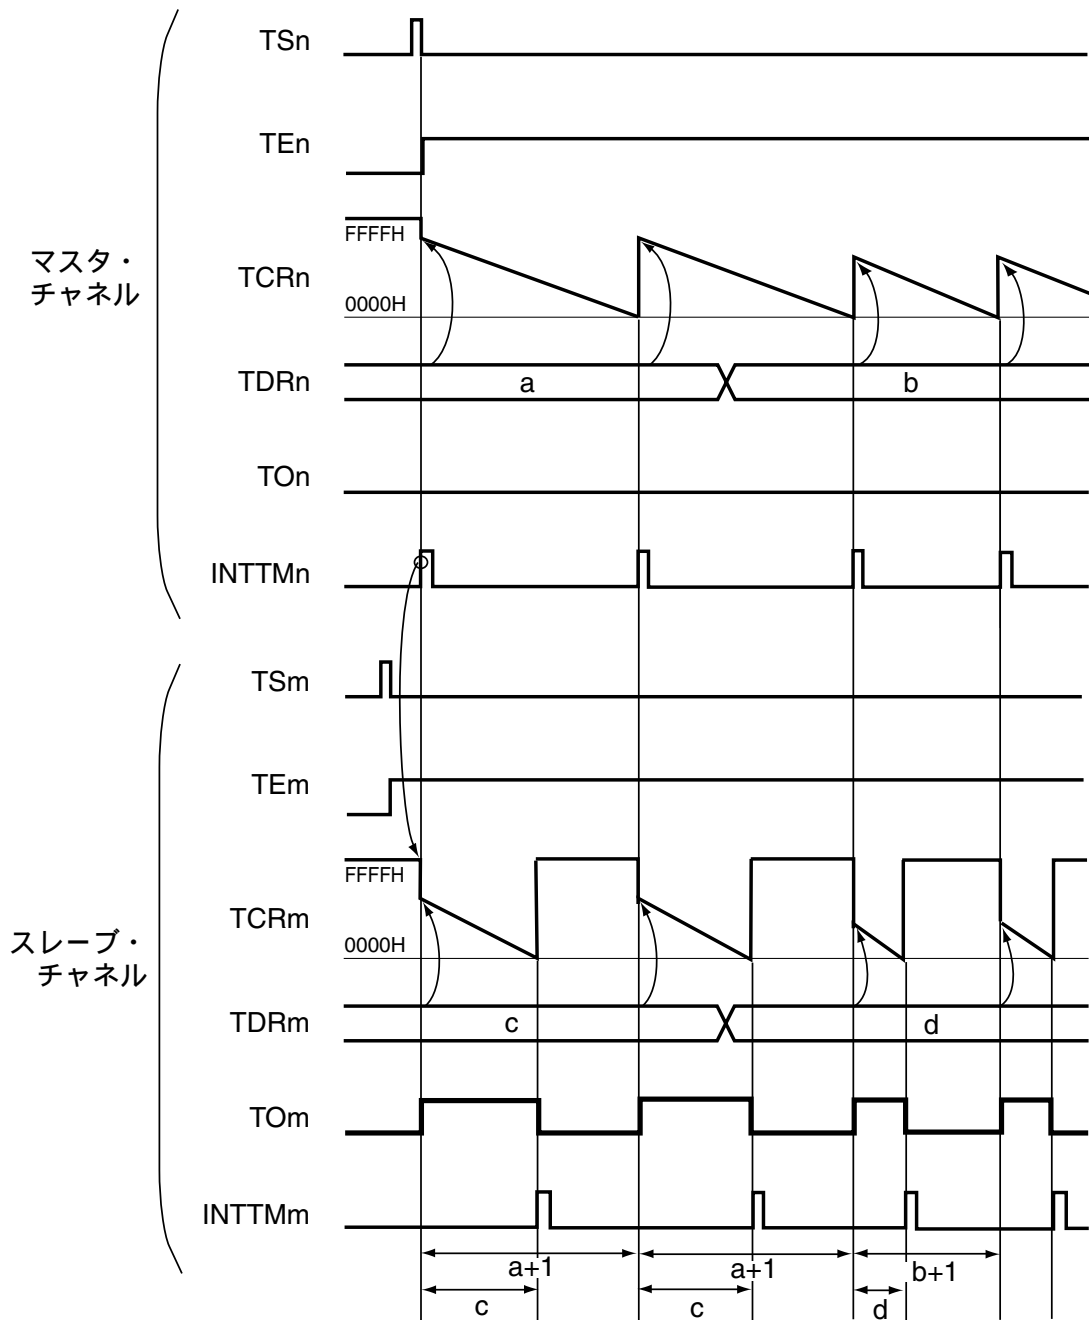 TSn
TEn
マスタ・
チャネル
FFFFH
TCRn
0000H
TDRn
a
b
TOn
INTTMn
TSm
TEm
スレーブ・
チャネル
FFFFH
TCRm
0000H
TDRm
c
d
TOm
INTTMm
a+1
a+1
b+1
c
c
d